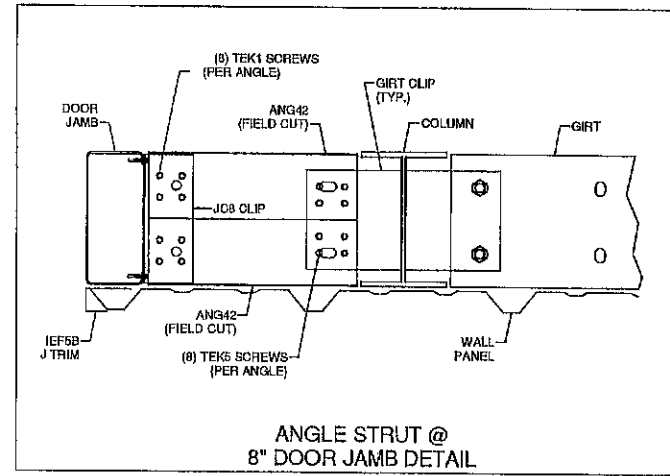 (8) TEK1 SCREWS
(PER ANGLE)
GIRT CLIP
(TYP.)
DOOR
JAMB
ANG42
(FIELD CUT)
COLUMN
GIRT
JC8 CLIP
ANG42
(FIELD CUT)
IEF5B
J TRIM
(8) TEK5 SCREWS
(PER ANGLE)
WALL
PANEL
ANGLE STRUT @
8" DOOR JAMB DETAIL